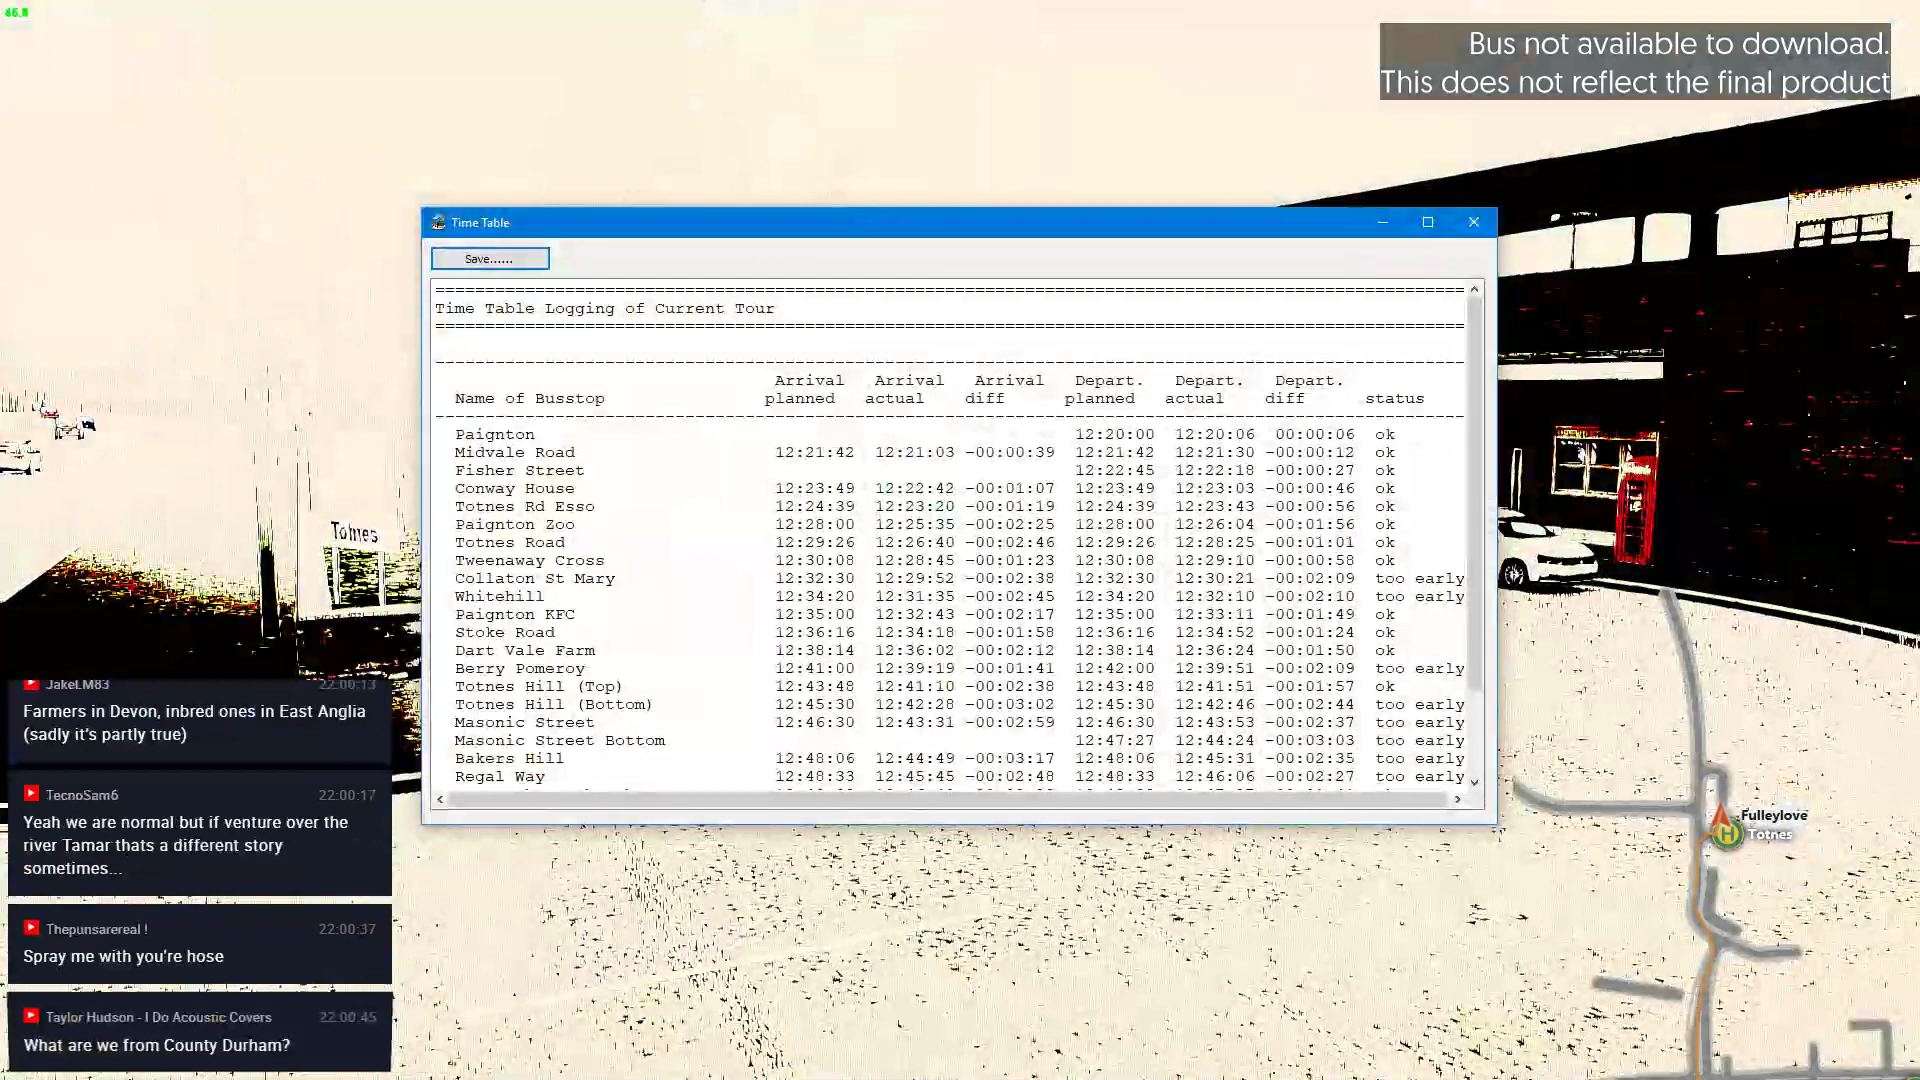 Bus not available to download.
This does not reflect the final product
Time Table
Save......
Time Table Logging of Current Tour
Arrival Arrival Arrival Depart. Depart. Depart.
Name of Busstop planned actual diff planned actual diff status
Paignton 12:20:00 12:20:06 00:00:06 ok
Midvale Road 12:21:42 12:21:03 -00:00:39 12:21:42 12:21:30 -00:00:12 ok
Fisher Street 12:22:45 12:22:18 -00:00:27 ok
Conway House 12:23:49 12:22:42 -00:01:07 12:23:49 12:23:03 -00:00:46 ok
Totnes Rd Esso 12:24:39 12:23:20 -00:01:19 12:24:39 12:23:43 -00:00:56 ok
Paignton Zoo 12:28:00 12:25:35 -00:02:25 12:28:00 12:26:04 -00:01:56 ok
Totnes Road 12:29:26 12:26:40 -00:02:46 12:29:26 12:28:25 -00:01:01 ok
Tweenaway Cross 12:30:08 12:28:45 -00:01:23 12:30:08 12:29:10 -00:00:58 ok
Collaton St Mary 12:32:30 12:29:52 -00:02:38 12:32:30 12:30:21 -00:02:09 too early
Whitehill 12:34:20 12:31:35 -00:02:45 12:34:20 12:32:10 -00:02:10 too early
Paignton KFC 12:35:00 12:32:43 -00:02:17 12:35:00 12:33:11 -00:01:49 ok
Stoke Road 12:36:16 12:34:18 -00:01:58 12:36:16 12:34:52 -00:01:24 ok
Dart Vale Farm 12:38:14 12:36:02 -00:02:12 12:38:14 12:36:24 -00:01:50 ok
Berry Pomeroy 12:41:00 12:39:19 -00:01:41 12:42:00 12:39:51 -00:02:09 too early
Totnes Hill (Top) 12:43:48 12:41:10 -00:02:38 12:43:48 12:41:51 -00:01:57 ok
Totnes Hill (Bottom) 12:45:30 12:42:28 -00:03:02 12:45:30 12:42:46 -00:02:44 too early
Masonic Street 12:46:30 12:43:31 -00:02:59 12:46:30 12:43:53 -00:02:37 too early
Masonic Street Bottom 12:47:27 12:44:24 -00:03:03 too early
Bakers Hill 12:48:06 12:44:49 -00:03:17 12:48:06 12:45:31 -00:02:35 too early
Regal Way 12:48:33 12:45:45 -00:02:48 12:48:33 12:46:06 -00:02:27 too early
Totnes
JakeLM83 22:00:13
Farmers in Devon, inbred ones in East Anglia
(sadly it's partly true)
TecnoSam6 22:00:17
Yeah we are normal but if venture over the
river Tamar thats a different story
sometimes...
Thepunsarereal ! 22:00:37
Spray me with you're hose
Taylor Hudson - I Do Acoustic Covers 22:00:45
What are we from County Durham?
Fulleylove
Totnes
H